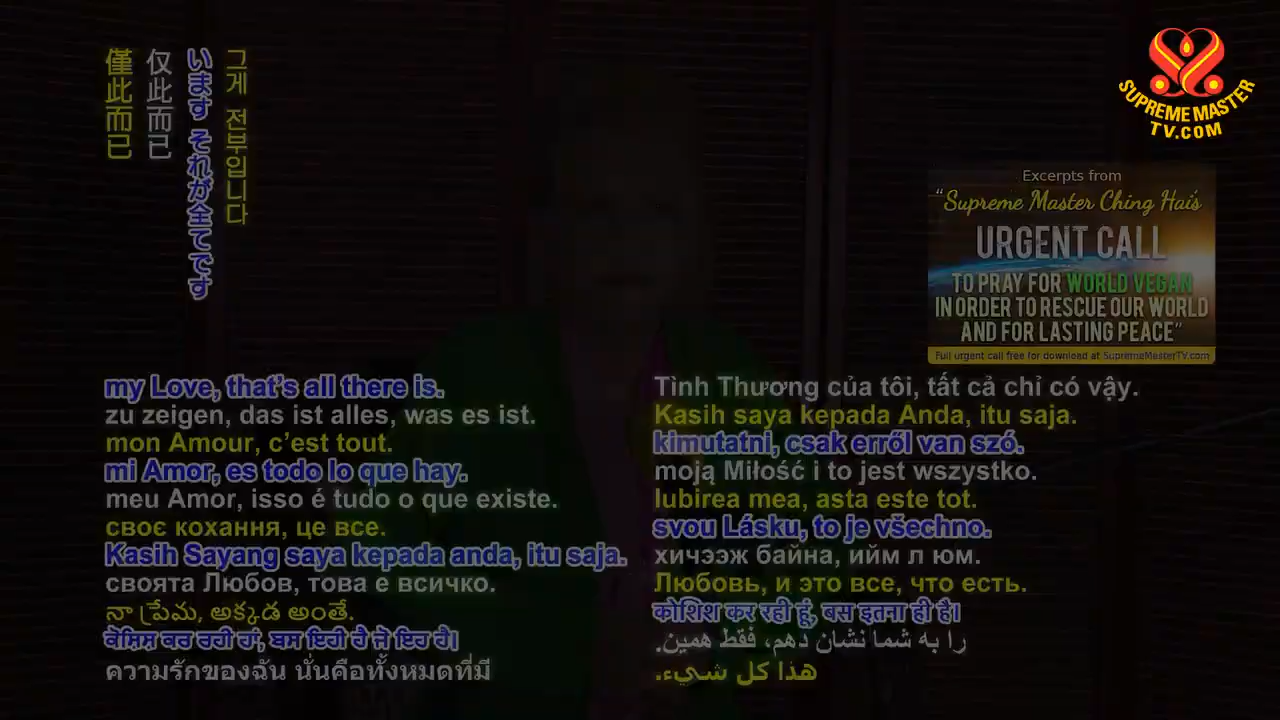 僅此而已
仅此而已
います それが全てです
그게 전부입니다
SUPREME MASTER
TV.COM
Excerpts from
“Supreme Master Ching Hai's
URGENT CALL
TO PRAY FOR WORLD VEGAN
IN ORDER TO RESCUE OUR WORLD
AND FOR LASTING PEACE”
Full urgent call free for download at SupremeMasterTV.com
my Love, that’s all there is.
zu zeigen, das ist alles, was es ist.
mon Amour, c’est tout.
mi Amor, es todo lo que hay.
meu Amor, isso é tudo o que existe.
своє кохання, це все.
Kasih Sayang saya kepada anda, itu saja.
своята Любов, това е всичко.
నా ప్రేమ, అక్కడ అంతే.
ਕੋਸ਼ਿਸ਼ ਕਰ ਰਹੀ ਹਾਂ, ਬਸ ਇਹੀ ਹੈ ਜੋ ਇਹ ਹੈ।
ความรักของฉัน นั่นคือทั้งหมดที่มี
Tình Thương của tôi, tất cả chỉ có vậy.
Kasih saya kepada Anda, itu saja.
kimutatni, csak erről van szó.
moją Miłość i to jest wszystko.
Iubirea mea, asta este tot.
svou Lásku, to je všechno.
хичээж байна, ийм л юм.
Любовь, и это все, что есть.
कोशिश कर रही हूं, बस इतना ही है।
را به شما نشان دهم، فقط همین.
هذا كل شيء.